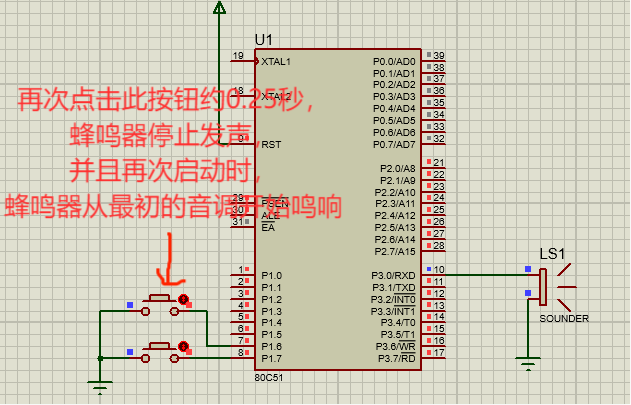 U1
19 XTAL1 P0.0/AD0 39
P0.1/AD1 38
P0.2/AD2 37
18 XTAL2 P0.3/AD3 36
P0.4/AD4 35
P0.5/AD5 34
P0.6/AD6 33
9 RST P0.7/AD7 32
再次点击此按钮约0.25秒，
蜂鸣器停止发声，
并且再次启动时，
蜂鸣器从最初的音调开始鸣响
P2.0/A8 21
P2.1/A9 22
P2.2/A10 23
29 PSEN P2.3/A11 24
30 ALE P2.4/A12 25
31 EA P2.5/A13 26
P2.6/A14 27
P2.7/A15 28
1 P1.0 P3.0/RXD 10
2 P1.1 P3.1/TXD 11
3 P1.2 P3.2/INT0 12
4 P1.3 P3.3/INT1 13
5 P1.4 P3.4/T0 14
6 P1.5 P3.5/T1 15
7 P1.6 P3.6/WR 16
8 P1.7 P3.7/RD 17
80C51
LS1
SOUNDER